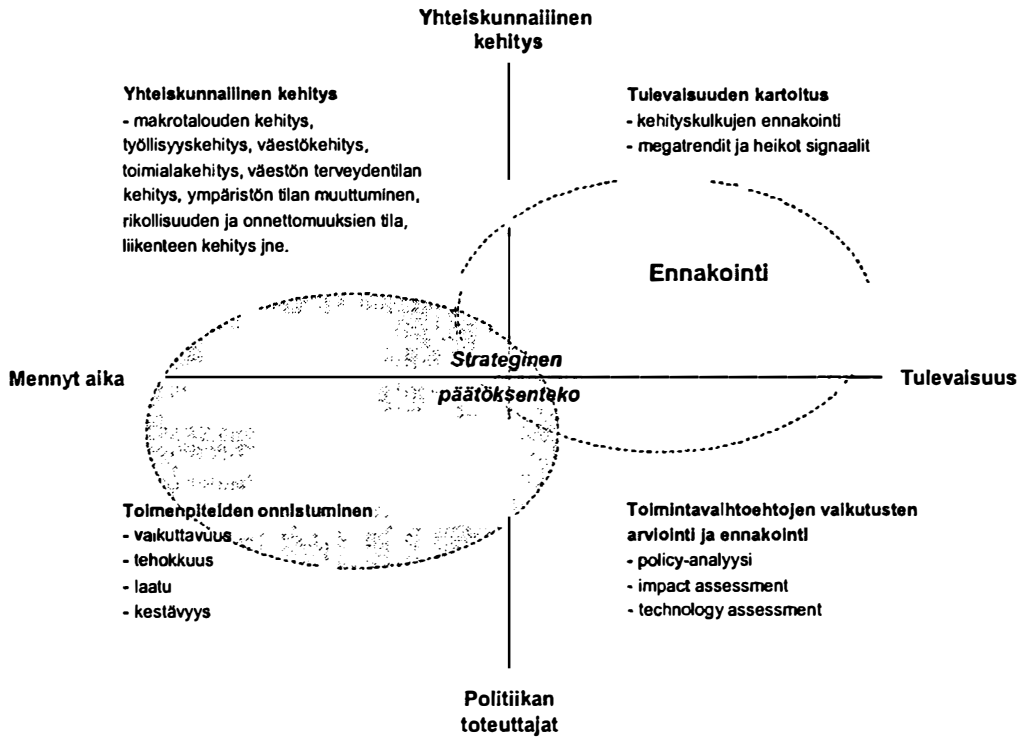 Yhteiskunnallinen
kehitys
Yhteiskunnallinen kehitys
- makrotalouden kehitys,
työllisyyskehitys, väestökehitys,
toimialakehitys, väestön terveydentilan
kehitys, ympäristön tilan muuttuminen,
rikollisuuden ja onnettomuuksien tila,
liikenteen kehitys jne.
Tulevaisuuden kartoitus
- kehityskulkujen ennakointi
- megatrendit ja heikot signaalit
Ennakointi
Mennyt aika
Strateginen
päätöksenteko
Tulevaisuus
Toimenpiteiden onnistuminen
- vaikuttavuus
- tehokkuus
- laatu
- kestävyys
Toimintavaihtoehtojen vaikutusten
arviointi ja ennakointi
- policy-analyysi
- impact assessment
- technology assessment
Politiikan
toteuttajat